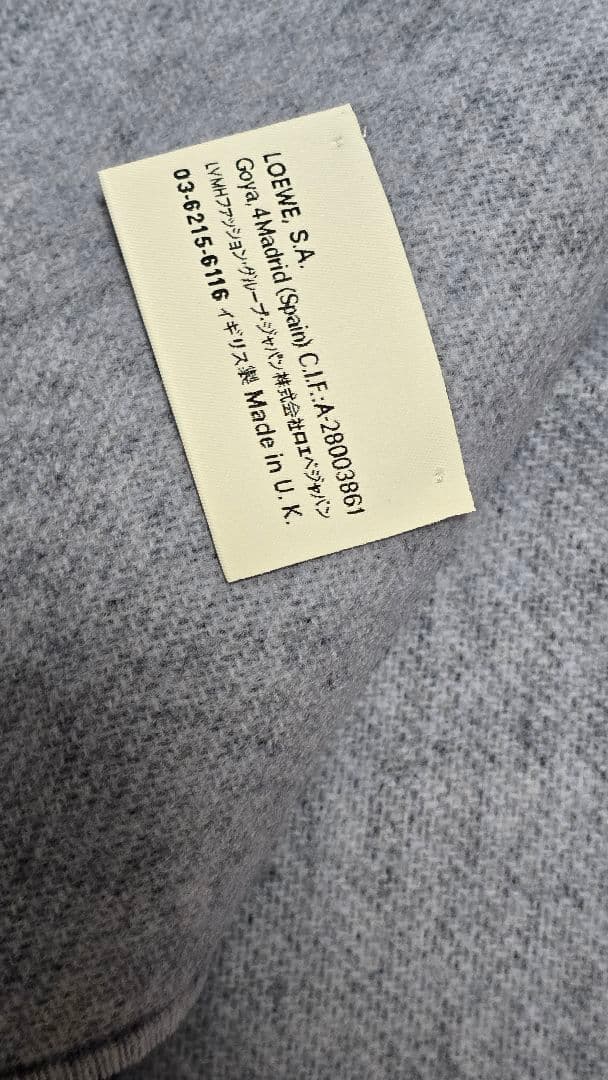 LOEWE, S.A.
Goya, 4 Madrid (Spain) C.I.F.:A-28003861
LVMHファッション・グループ・ジャパン株式会社ロエベジャパン
03-6215-6116 イギリス製 Made in U. K.